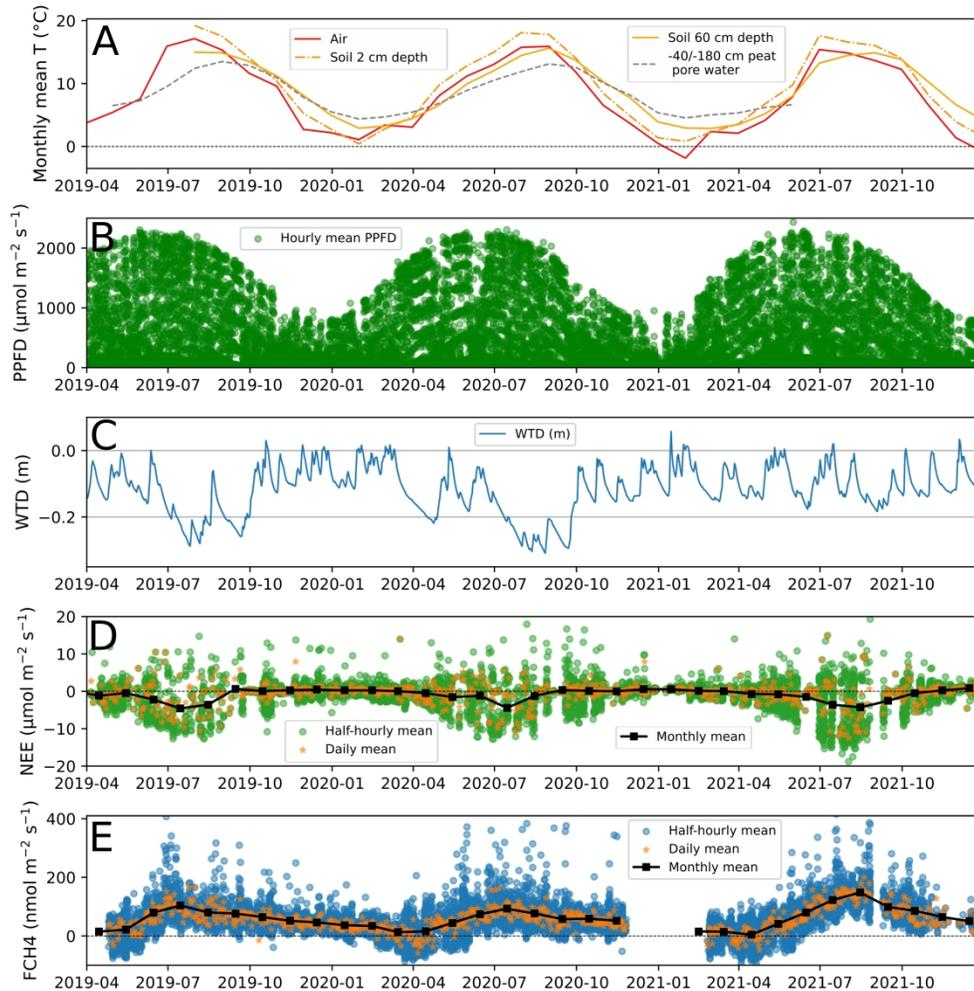 A
Monthly mean T (°C)
20
10
0
Air
Soil 2 cm depth
Soil 60 cm depth
-40/-180 cm peat
pore water
2019-04 2019-07 2019-10 2020-01 2020-04 2020-07 2020-10 2021-01 2021-04 2021-07 2021-10
B
PPFD (µmol m⁻² s⁻¹)
2000
1000
0
Hourly mean PPFD
2019-04 2019-07 2019-10 2020-01 2020-04 2020-07 2020-10 2021-01 2021-04 2021-07 2021-10
C
WTD (m)
0.0
−0.2
WTD (m)
2019-04 2019-07 2019-10 2020-01 2020-04 2020-07 2020-10 2021-01 2021-04 2021-07 2021-10
D
NEE (µmol m⁻² s⁻¹)
20
10
0
−10
−20
Half-hourly mean
Daily mean
Monthly mean
2019-04 2019-07 2019-10 2020-01 2020-04 2020-07 2020-10 2021-01 2021-04 2021-07 2021-10
E
FCH4 (nmol m⁻² s⁻¹)
400
200
0
Half-hourly mean
Daily mean
Monthly mean
2019-04 2019-07 2019-10 2020-01 2020-04 2020-07 2020-10 2021-01 2021-04 2021-07 2021-10